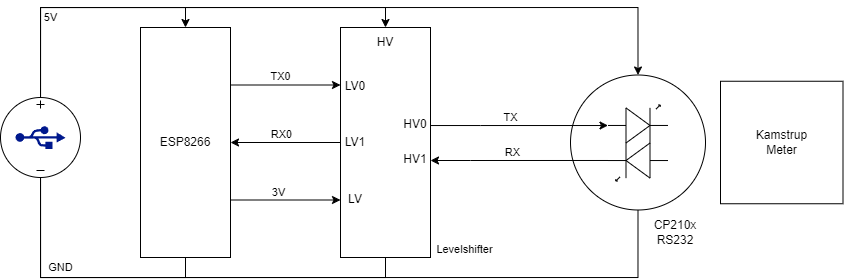 5V
HV
TX0
LV0
HV0
TX
ESP8266
RX0
LV1
HV1
RX
Kamstrup
Meter
3V
LV
CP210x
RS232
Levelshifter
GND